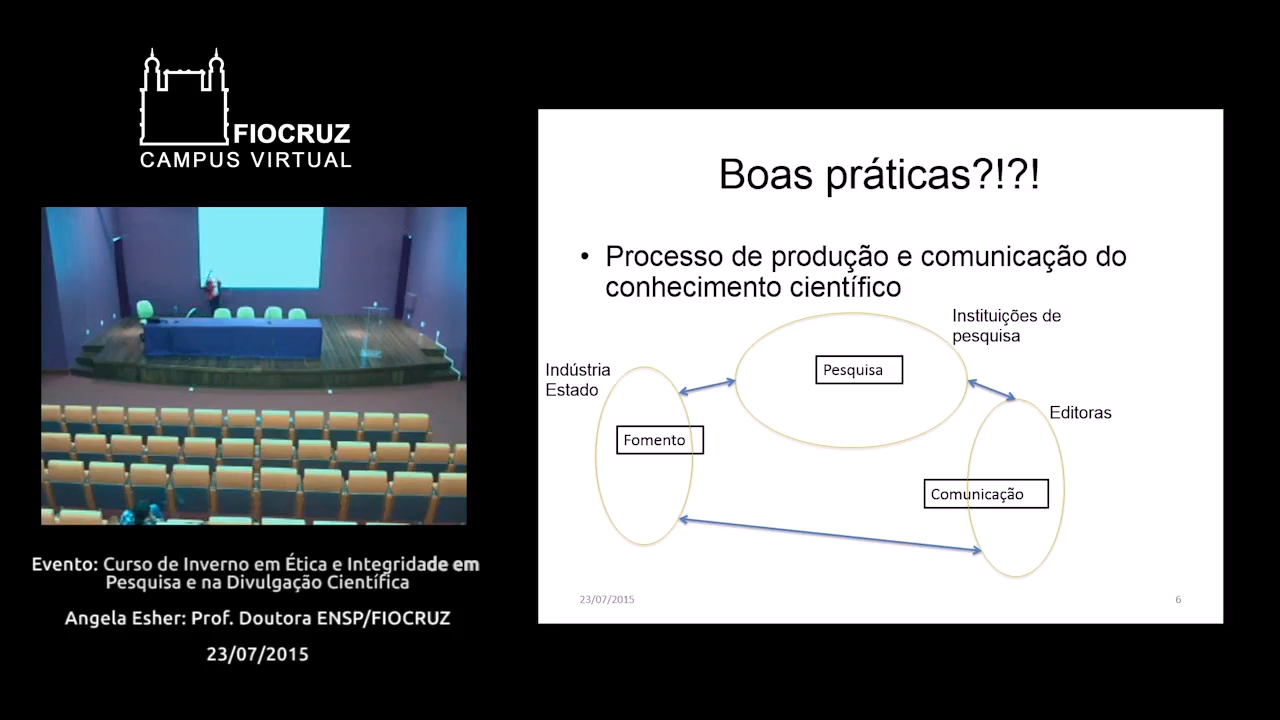 FIOCRUZ
CAMPUS VIRTUAL
Evento: Curso de Inverno em Ética e Integridade em
Pesquisa e na Divulgação Científica
Angela Esher: Prof. Doutora ENSP/FIOCRUZ
23/07/2015
Boas práticas?!?!
• Processo de produção e comunicação do
conhecimento científico
Instituições de
pesquisa
Pesquisa
Indústria
Estado
Fomento
Editoras
Comunicação
23/07/2015
6